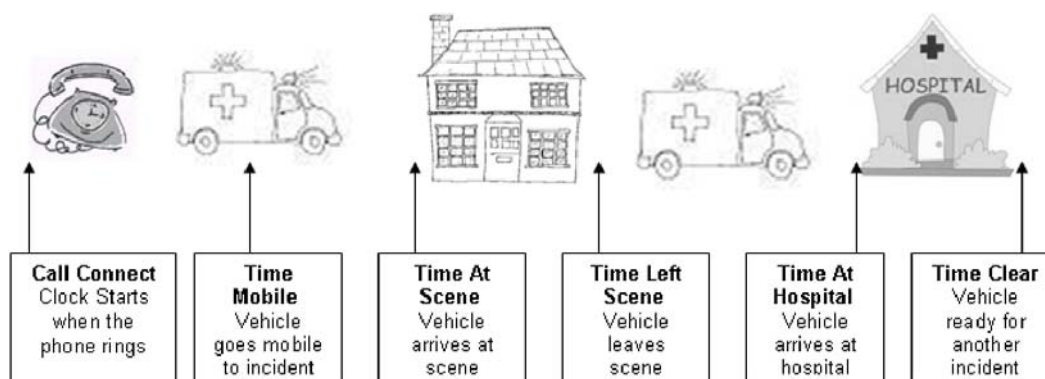 HOSPITAL
Call Connect
Clock Starts
when the
phone rings
Time
Mobile
Vehicle
goes mobile
to incident
Time At
Scene
Vehicle
arrives at
scene
Time Left
Scene
Vehicle
leaves
scene
Time At
Hospital
Vehicle
arrives at
hospital
Time Clear
Vehicle
ready for
another
incident